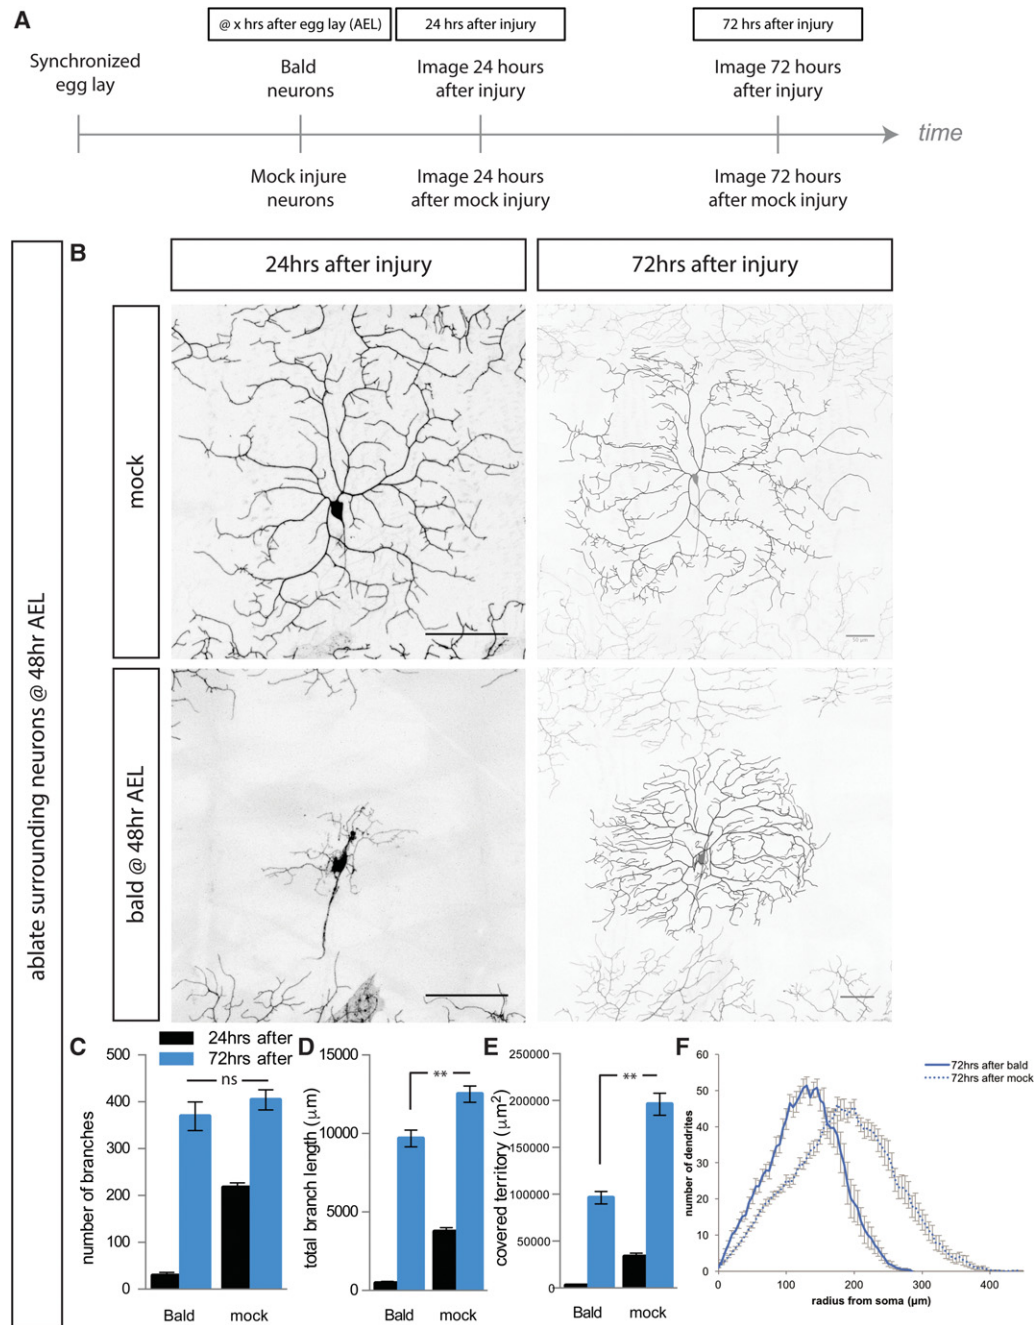 A
@ x hrs after egg lay (AEL)
24 hrs after injury
72 hrs after injury
Synchronized
egg lay
Bald
neurons
Image 24 hours
after injury
Image 72 hours
after injury
time
Mock injure
neurons
Image 24 hours
after mock injury
Image 72 hours
after mock injury
ablate surrounding neurons @ 48hr AEL
B
24hrs after injury
72hrs after injury
mock
50 µm
bald @ 48hr AEL
C
24hrs after
72hrs after
number of branches
500
400
300
200
100
0
ns
Bald
mock
D
total branch length (µm)
15000
10000
5000
0
**
Bald
mock
E
covered territory (µm²)
250000
200000
150000
100000
50000
0
**
Bald
mock
F
72hrs after bald
72hrs after mock
number of dendrites
60
50
40
30
20
10
0
0
100
200
300
400
radius from soma (µm)